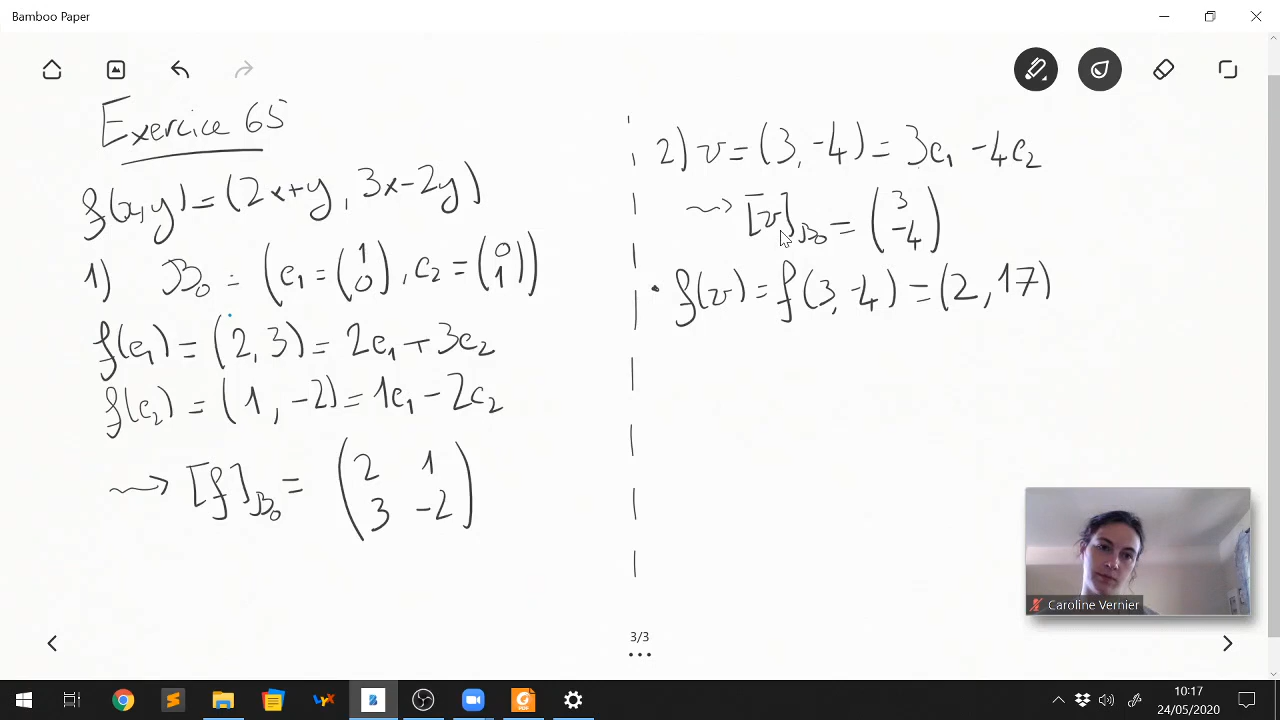 Bamboo Paper
Exercice 65
f(x,y) = (2x+y, 3x-2y)
1) B₀ = (e₁ = (1 0), e₂ = (0 1))
f(e₁) = (2, 3) = 2e₁ + 3e₂
f(e₂) = (1, -2) = 1e₁ - 2e₂
⇝ [f]B₀ = (2 1
3 -2)
2) v = (3, -4) = 3e₁ - 4e₂
⇝ [v]B₀ = (3
-4)
• f(v) = f(3, -4) = (2, 17)
Caroline Vernier
3/3
10:17
24/05/2020